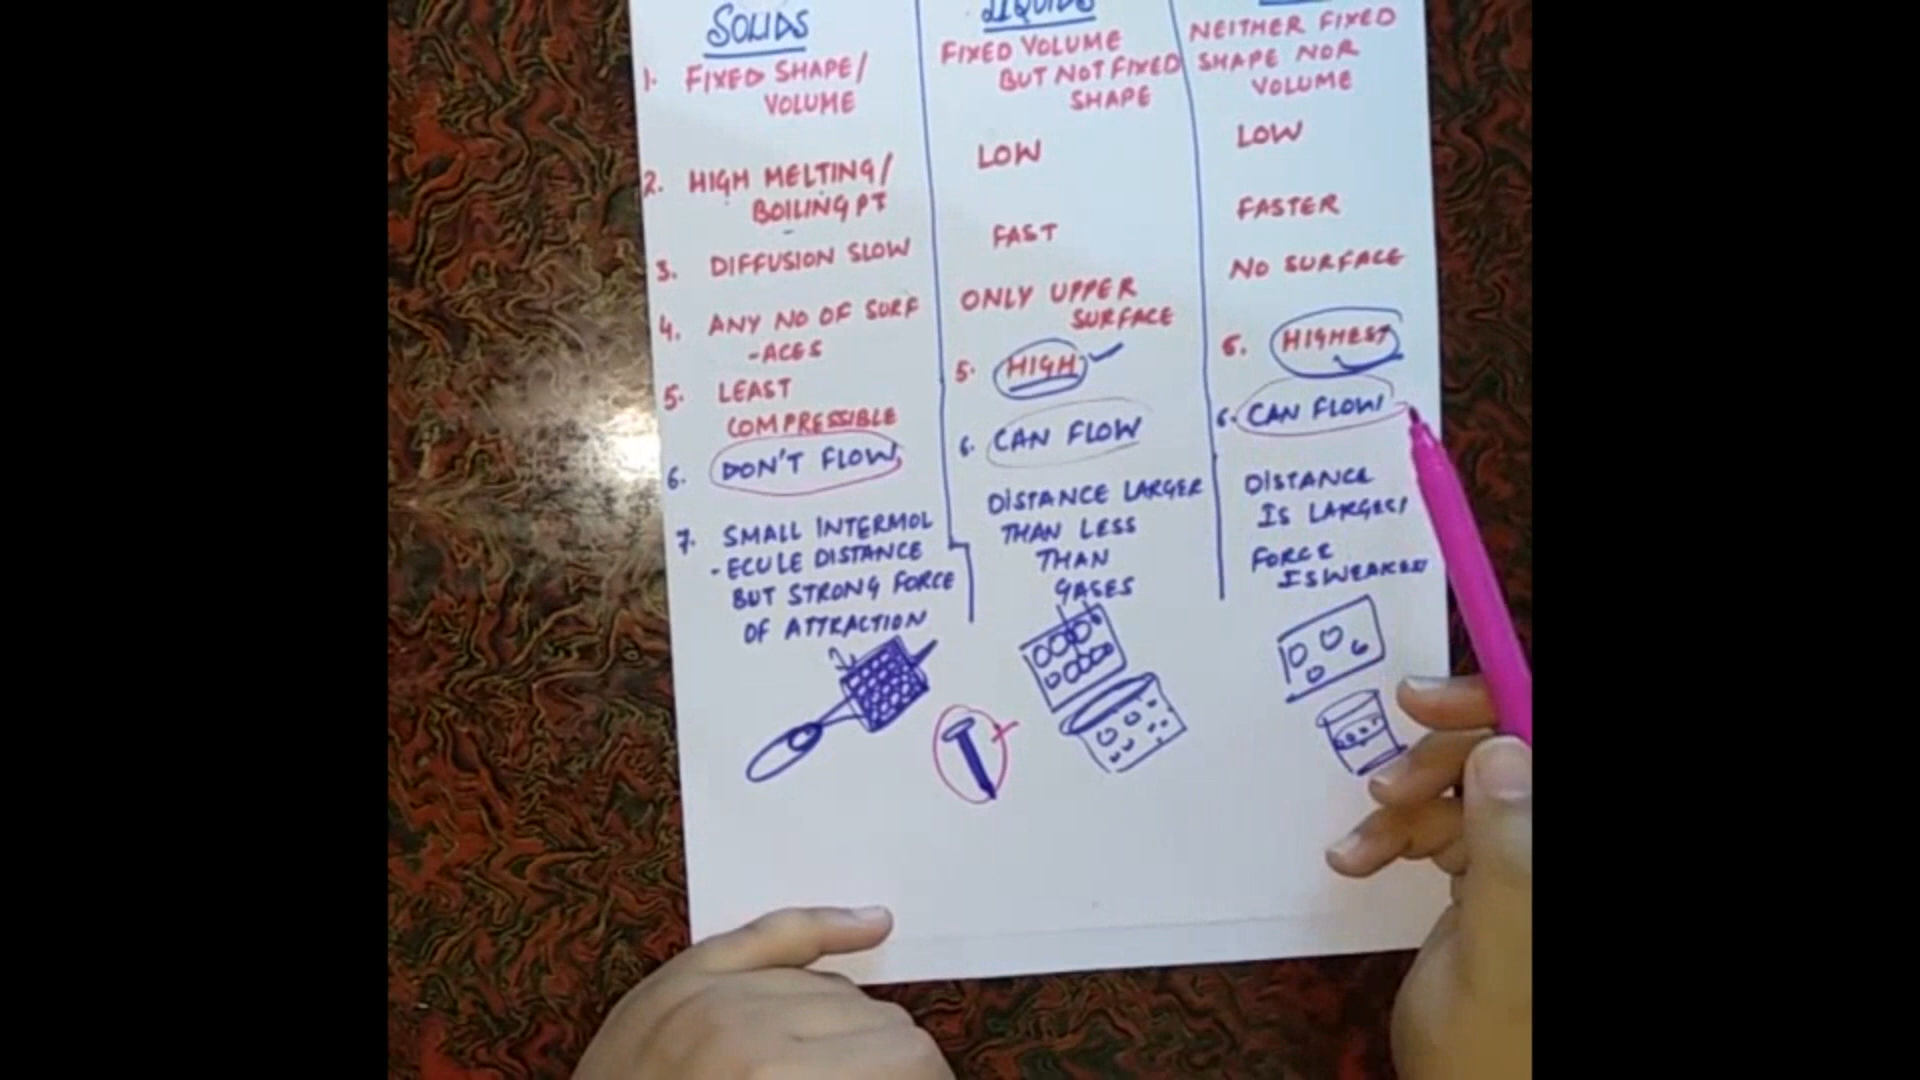 SOLIDS
1. FIXED SHAPE/
VOLUME
2. HIGH MELTING/
BOILING PT
3. DIFFUSION SLOW
4. ANY NO OF SURF
-ACES
5. LEAST
COMPRESSIBLE
6. DON'T FLOW
7. SMALL INTERMOL
-ECULE DISTANCE
BUT STRONG FORCE
OF ATTRACTION
LIQUIDS
FIXED VOLUME
BUT NOT FIXED
SHAPE
LOW
FAST
ONLY UPPER
SURFACE
5. HIGH
6. CAN FLOW
DISTANCE LARGER
THAN LESS
THAN
GASES
NEITHER FIXED
SHAPE NOR
VOLUME
LOW
FASTER
NO SURFACE
5. HIGHEST
6. CAN FLOW
DISTANCE
IS
FORCE
IS